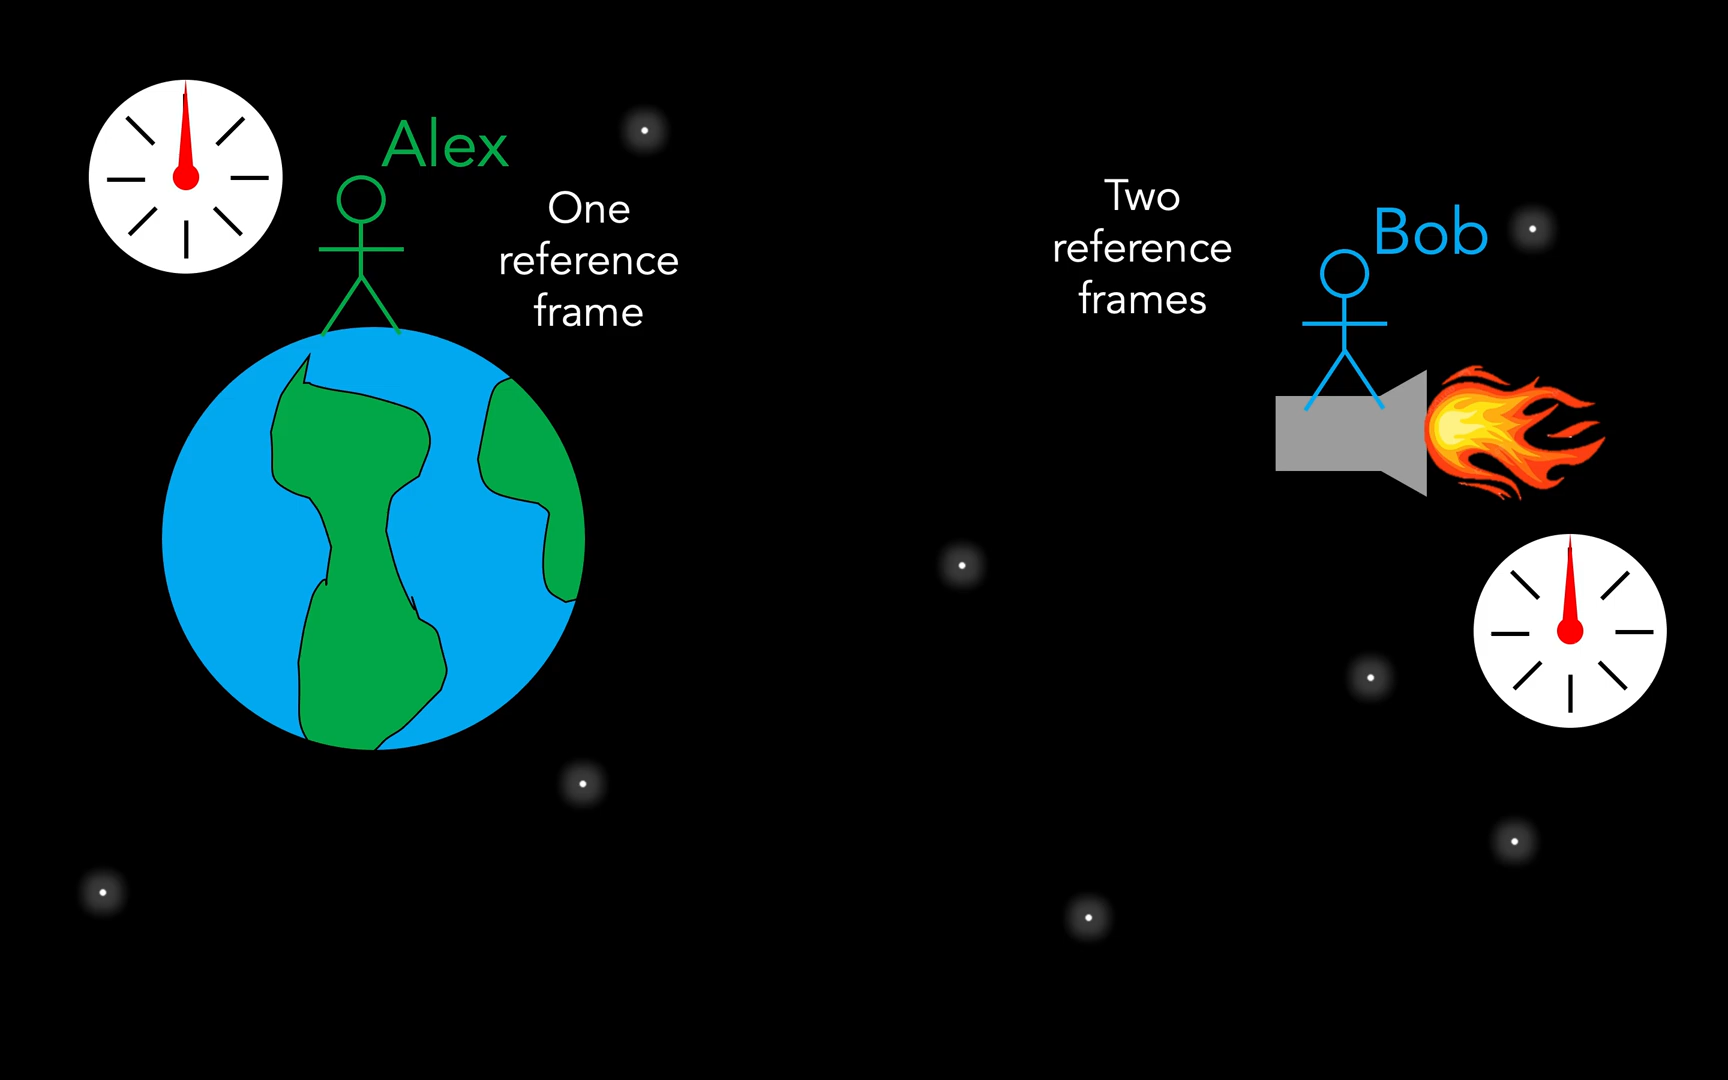 Alex
One
reference
frame
Two
reference
frames
Bob